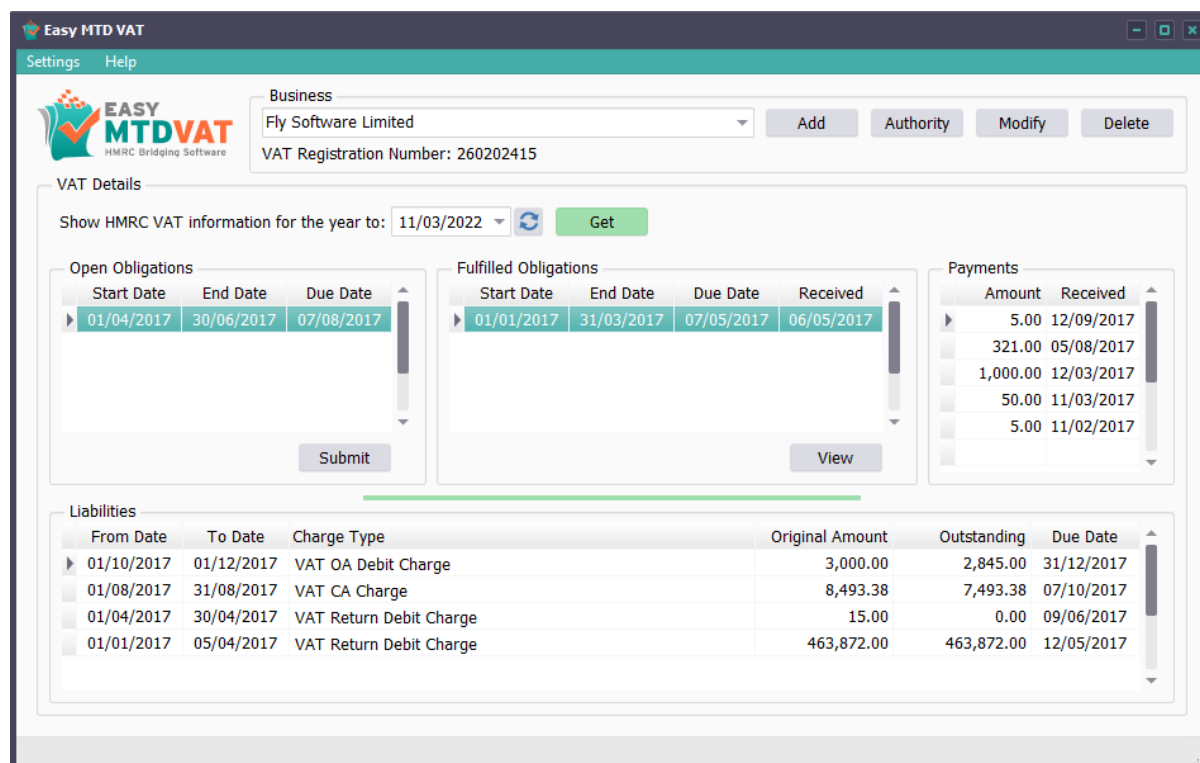 Easy MTD VAT
Settings Help
EASY
MTDVAT
HMRC Bridging Software
Business
Fly Software Limited
Add Authority Modify Delete
VAT Registration Number: 260202415
VAT Details
Show HMRC VAT information for the year to: 11/03/2022 Get
Open Obligations
Start Date End Date Due Date
01/04/2017 30/06/2017 07/08/2017
Submit
Fulfilled Obligations
Start Date End Date Due Date Received
01/01/2017 31/03/2017 07/05/2017 06/05/2017
View
Payments
Amount Received
5.00 12/09/2017
321.00 05/08/2017
1,000.00 12/03/2017
50.00 11/03/2017
5.00 11/02/2017
Liabilities
From Date To Date Charge Type Original Amount Outstanding Due Date
01/10/2017 01/12/2017 VAT OA Debit Charge 3,000.00 2,845.00 31/12/2017
01/08/2017 31/08/2017 VAT CA Charge 8,493.38 7,493.38 07/10/2017
01/04/2017 30/04/2017 VAT Return Debit Charge 15.00 0.00 09/06/2017
01/01/2017 05/04/2017 VAT Return Debit Charge 463,872.00 463,872.00 12/05/2017